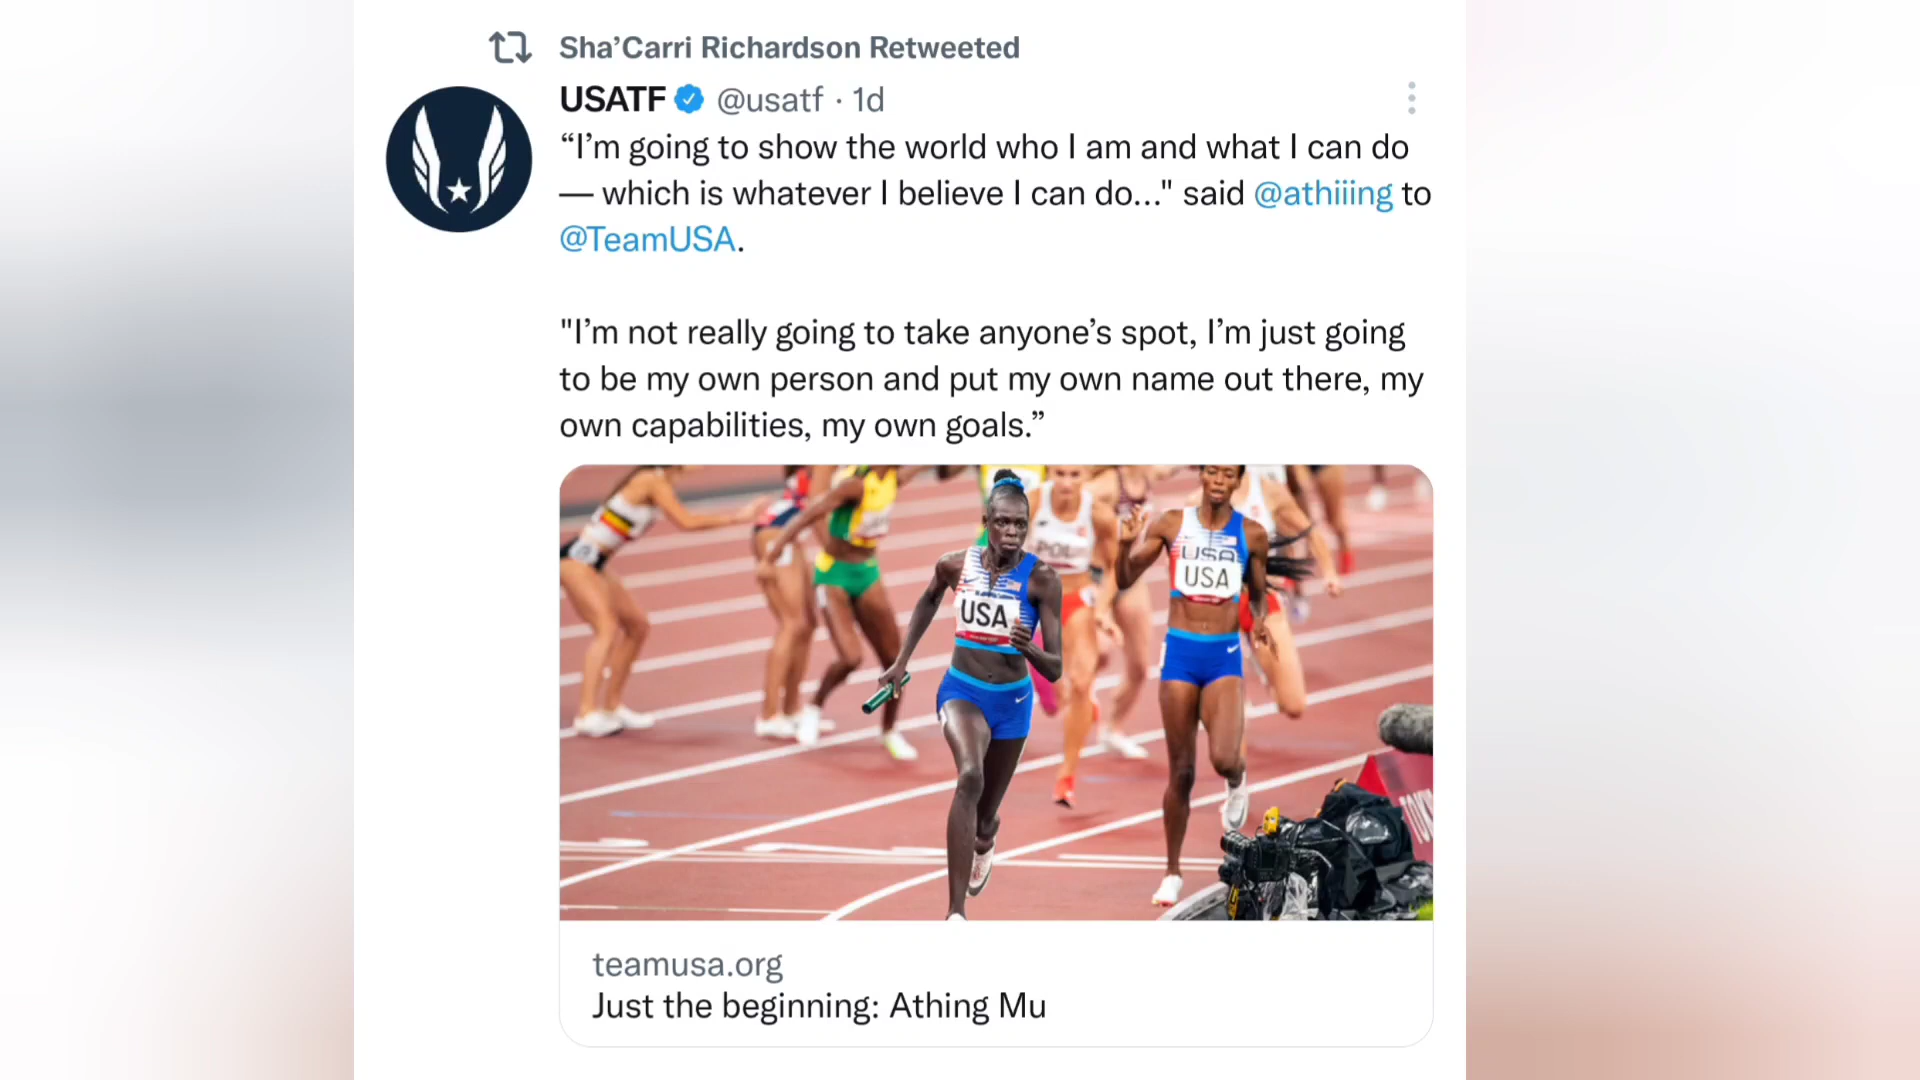 Sha’Carri Richardson Retweeted
USATF @usatf · 1d
“I’m going to show the world who I am and what I can do
— which is whatever I believe I can do..." said @athiiing to
@TeamUSA.
"I’m not really going to take anyone’s spot, I’m just going
to be my own person and put my own name out there, my
own capabilities, my own goals.”
POL
USA
USA
USA
teamusa.org
Just the beginning: Athing Mu